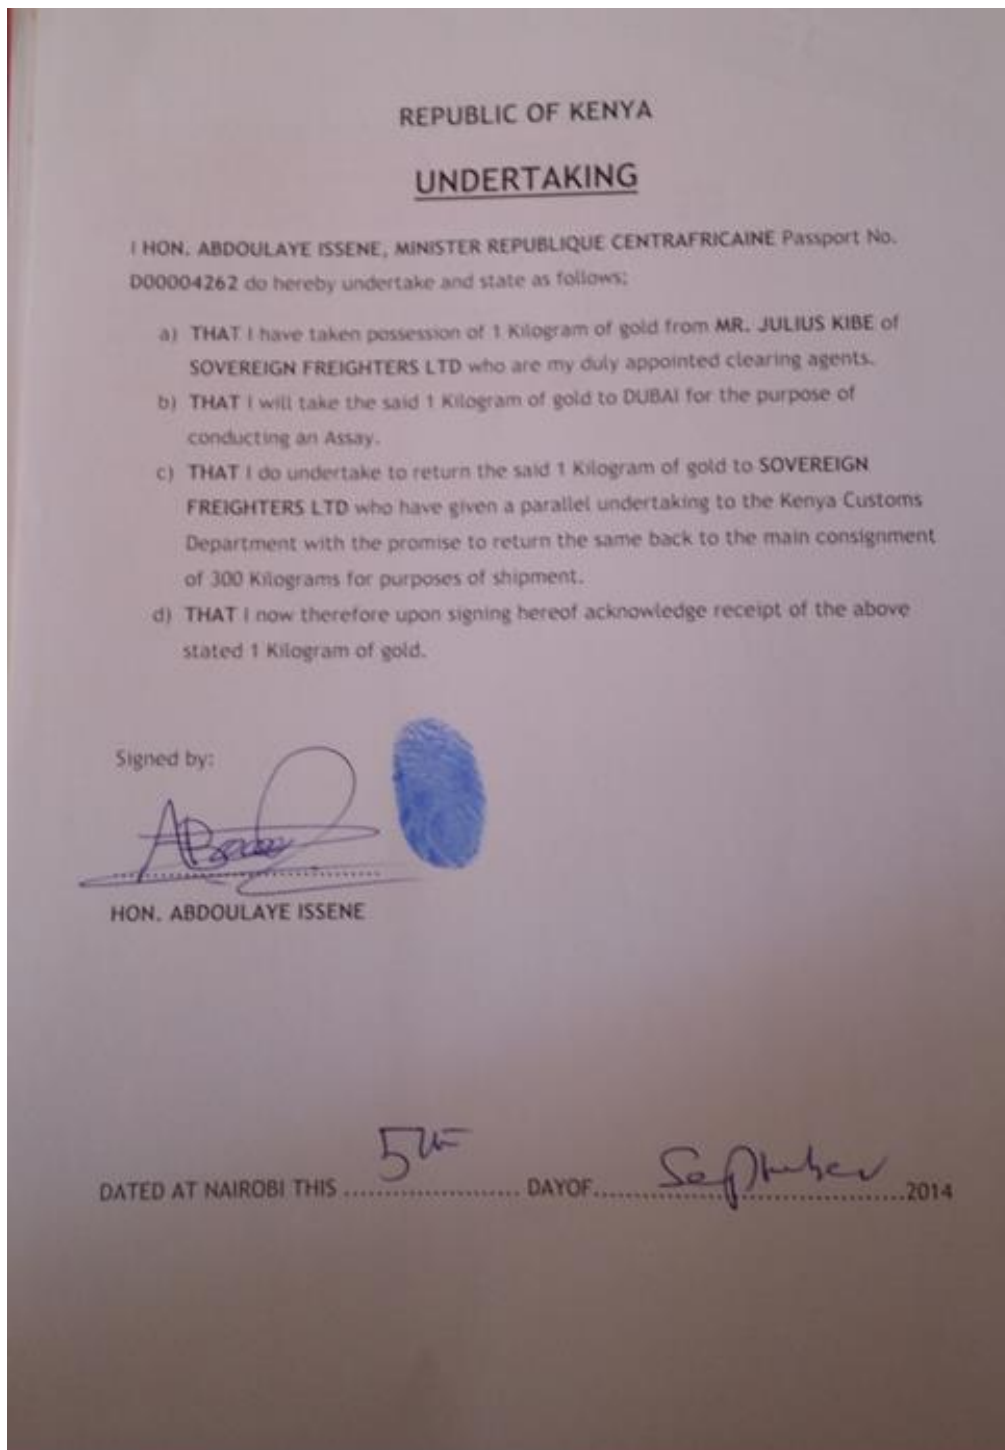 REPUBLIC OF KENYA
UNDERTAKING
I HON. ABDOULAYE ISSENE, MINISTER REPUBLIQUE CENTRAFRICAINE Passport No.
D00004262 do hereby undertake and state as follows;
a) THAT I have taken possession of 1 Kilogram of gold from MR. JULIUS KIBE of
SOVEREIGN FREIGHTERS LTD who are my duly appointed clearing agents.
b) THAT I will take the said 1 Kilogram of gold to DUBAI for the purpose of
conducting an Assay.
c) THAT I do undertake to return the said 1 Kilogram of gold to SOVEREIGN
FREIGHTERS LTD who have given a parallel undertaking to the Kenya Customs
Department with the promise to return the same back to the main consignment
of 300 Kilograms for purposes of shipment.
d) THAT I now therefore upon signing hereof acknowledge receipt of the above
stated 1 Kilogram of gold.
Signed by:
HON. ABDOULAYE ISSENE
DATED AT NAIROBI THIS 5th DAYOF September 2014